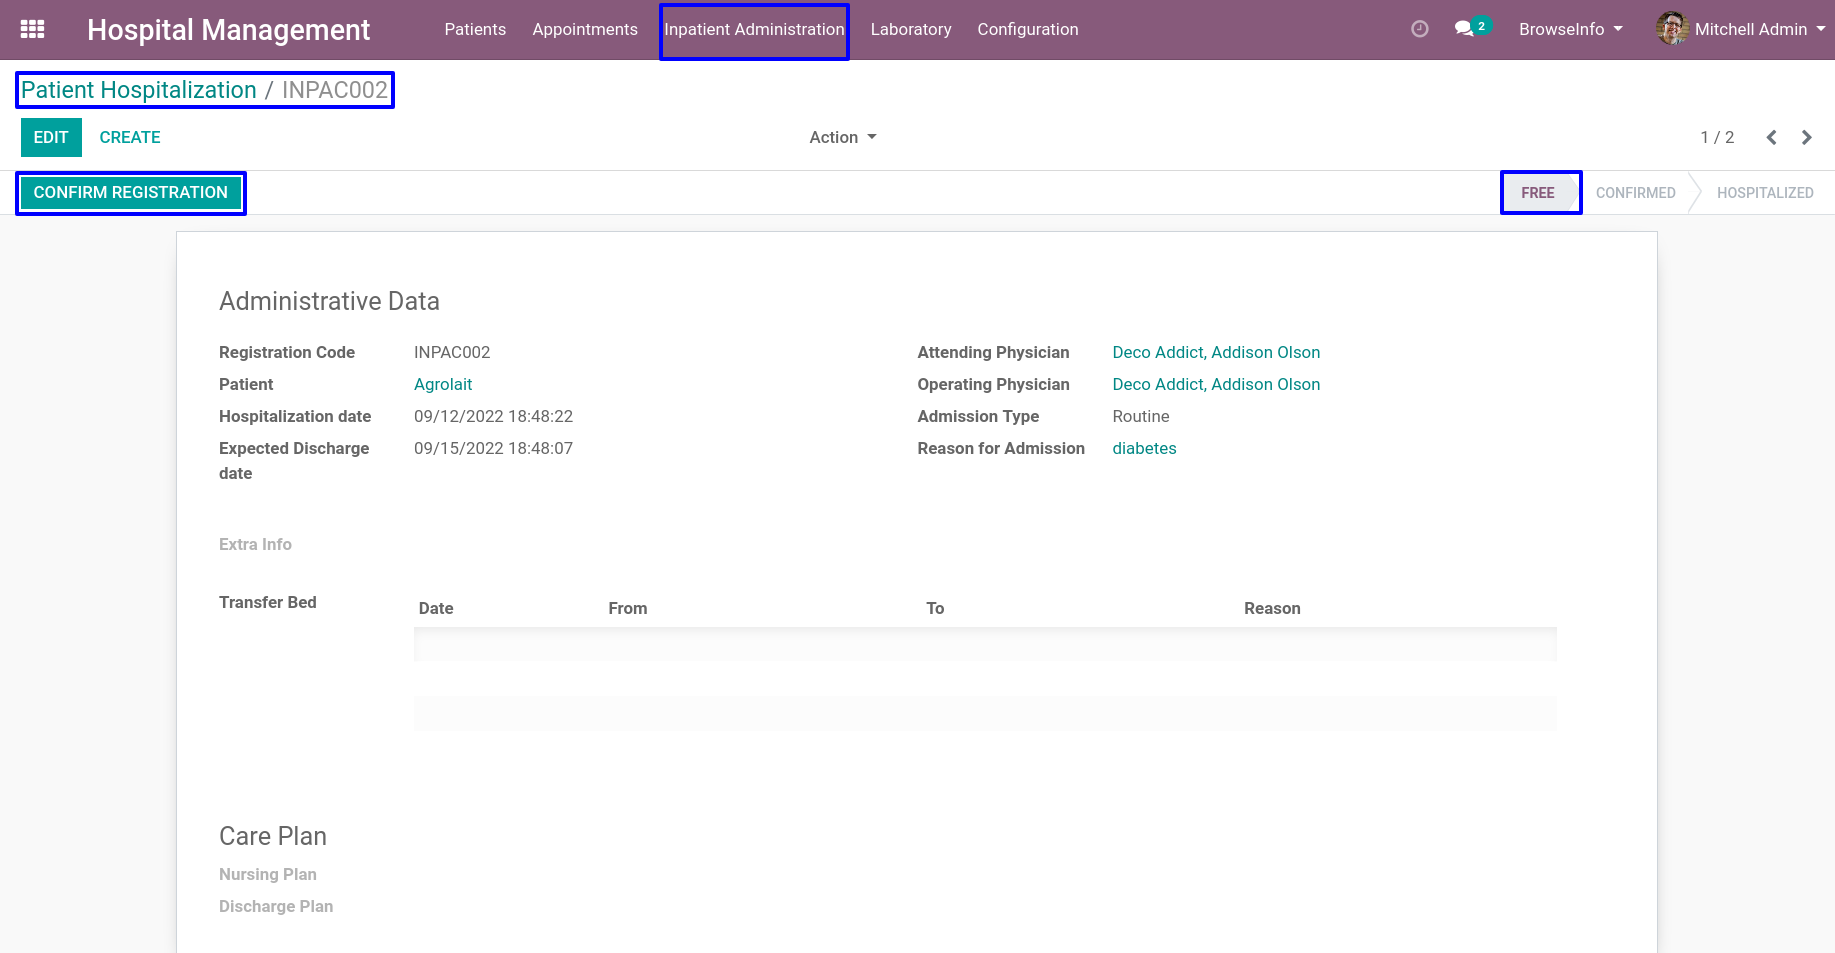 Hospital Management
Patients Appointments Inpatient Administration Laboratory Configuration
2 BrowseInfo Mitchell Admin
Patient Hospitalization / INPAC002
EDIT CREATE Action 1 / 2
CONFIRM REGISTRATION FREE CONFIRMED HOSPITALIZED
Administrative Data
Registration Code INPAC002
Patient Agrolait
Hospitalization date 09/12/2022 18:48:22
Expected Discharge date 09/15/2022 18:48:07
Attending Physician Deco Addict, Addison Olson
Operating Physician Deco Addict, Addison Olson
Admission Type Routine
Reason for Admission diabetes
Extra Info
Transfer Bed Date From To Reason
Care Plan
Nursing Plan
Discharge Plan